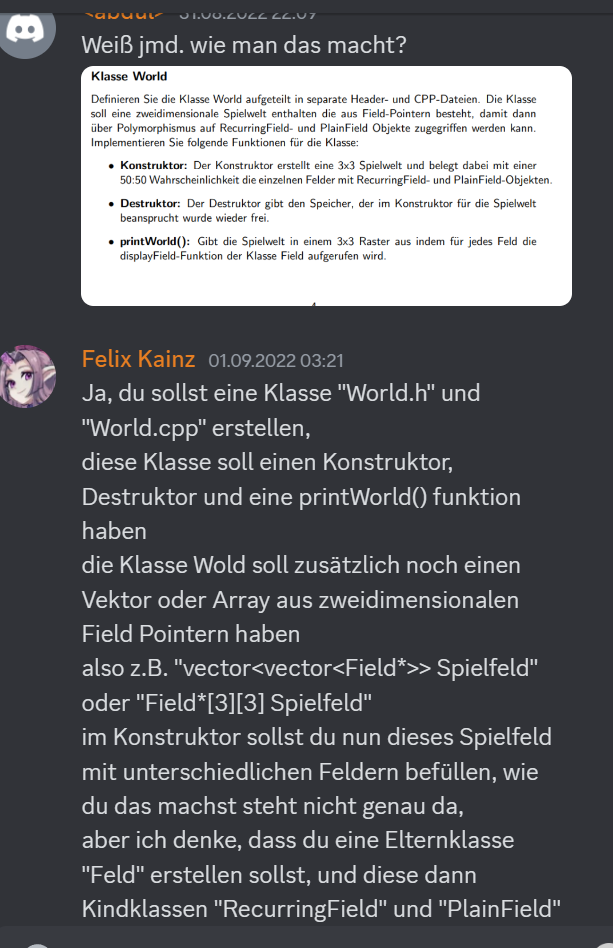 <abdul> 31.08.2022 22:09
Weiß jmd. wie man das macht?
Klasse World
Definieren Sie die Klasse World aufgeteilt in separate Header- und CPP-Dateien. Die Klasse
soll eine zweidimensionale Spielwelt enthalten die aus Field-Pointern besteht, damit dann
über Polymorphismus auf RecurringField- und PlainField Objekte zugegriffen werden kann.
Implementieren Sie folgende Funktionen für die Klasse:
• Konstruktor: Der Konstruktor erstellt eine 3x3 Spielwelt und belegt dabei mit einer
50:50 Wahrscheinlichkeit die einzelnen Felder mit RecurringField- und PlainField-Objekten.
• Destruktor: Der Destruktor gibt den Speicher, der im Konstruktor für die Spielwelt
beansprucht wurde wieder frei.
• printWorld(): Gibt die Spielwelt in einem 3x3 Raster aus indem für jedes Feld die
displayField-Funktion der Klasse Field aufgerufen wird.
Felix Kainz 01.09.2022 03:21
Ja, du sollst eine Klasse "World.h" und
"World.cpp" erstellen,
diese Klasse soll einen Konstruktor,
Destruktor und eine printWorld() funktion
haben
die Klasse Wold soll zusätzlich noch einen
Vektor oder Array aus zweidimensionalen
Field Pointern haben
also z.B. "vector<vector<Field*>> Spielfeld"
oder "Field*[3][3] Spielfeld"
im Konstruktor sollst du nun dieses Spielfeld
mit unterschiedlichen Feldern befüllen, wie
du das machst steht nicht genau da,
aber ich denke, dass du eine Elternklasse
"Feld" erstellen sollst, und diese dann
Kindklassen "RecurringField" und "PlainField"